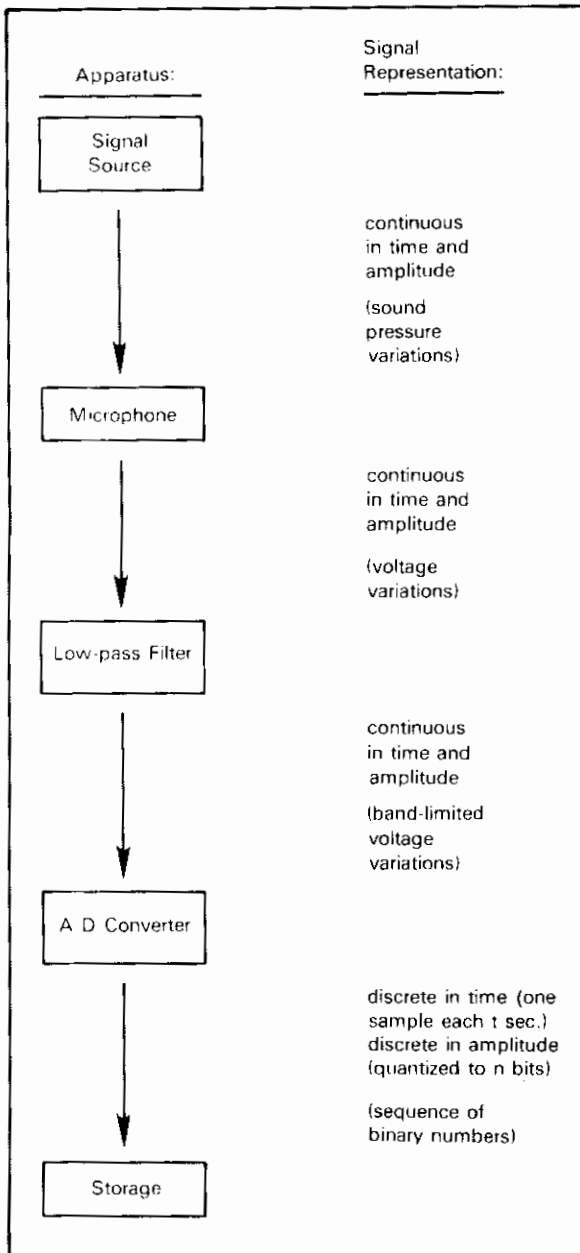 Apparatus:
Signal
Representation:
Signal
Source
continuous
in time and
amplitude
(sound
pressure
variations)
Microphone
continuous
in time and
amplitude
(voltage
variations)
Low-pass Filter
continuous
in time and
amplitude
(band-limited
voltage
variations)
A D Converter
discrete in time (one
sample each t sec.)
discrete in amplitude
(quantized to n bits)
(sequence of
binary numbers)
Storage